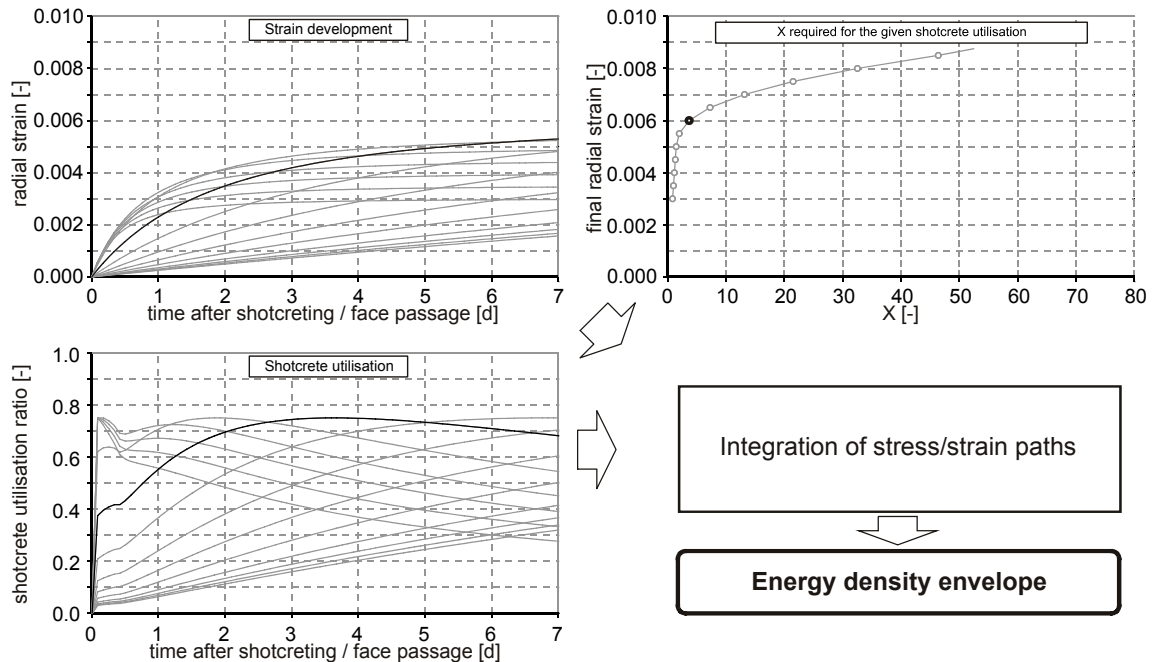 Strain development
radial strain [-]
0.010
0.008
0.006
0.004
0.002
0.000
0 1 2 3 4 5 6 7
time after shotcreting / face passage [d]
X required for the given shotcrete utilisation
final radial strain [-]
0.010
0.008
0.006
0.004
0.002
0.000
0 10 20 30 40 50 60 70 80
X [-]
Shotcrete utilisation
shotcrete utilisation ratio [-]
1.0
0.8
0.6
0.4
0.2
0.0
0 1 2 3 4 5 6 7
time after shotcreting / face passage [d]
Integration of stress/strain paths
Energy density envelope